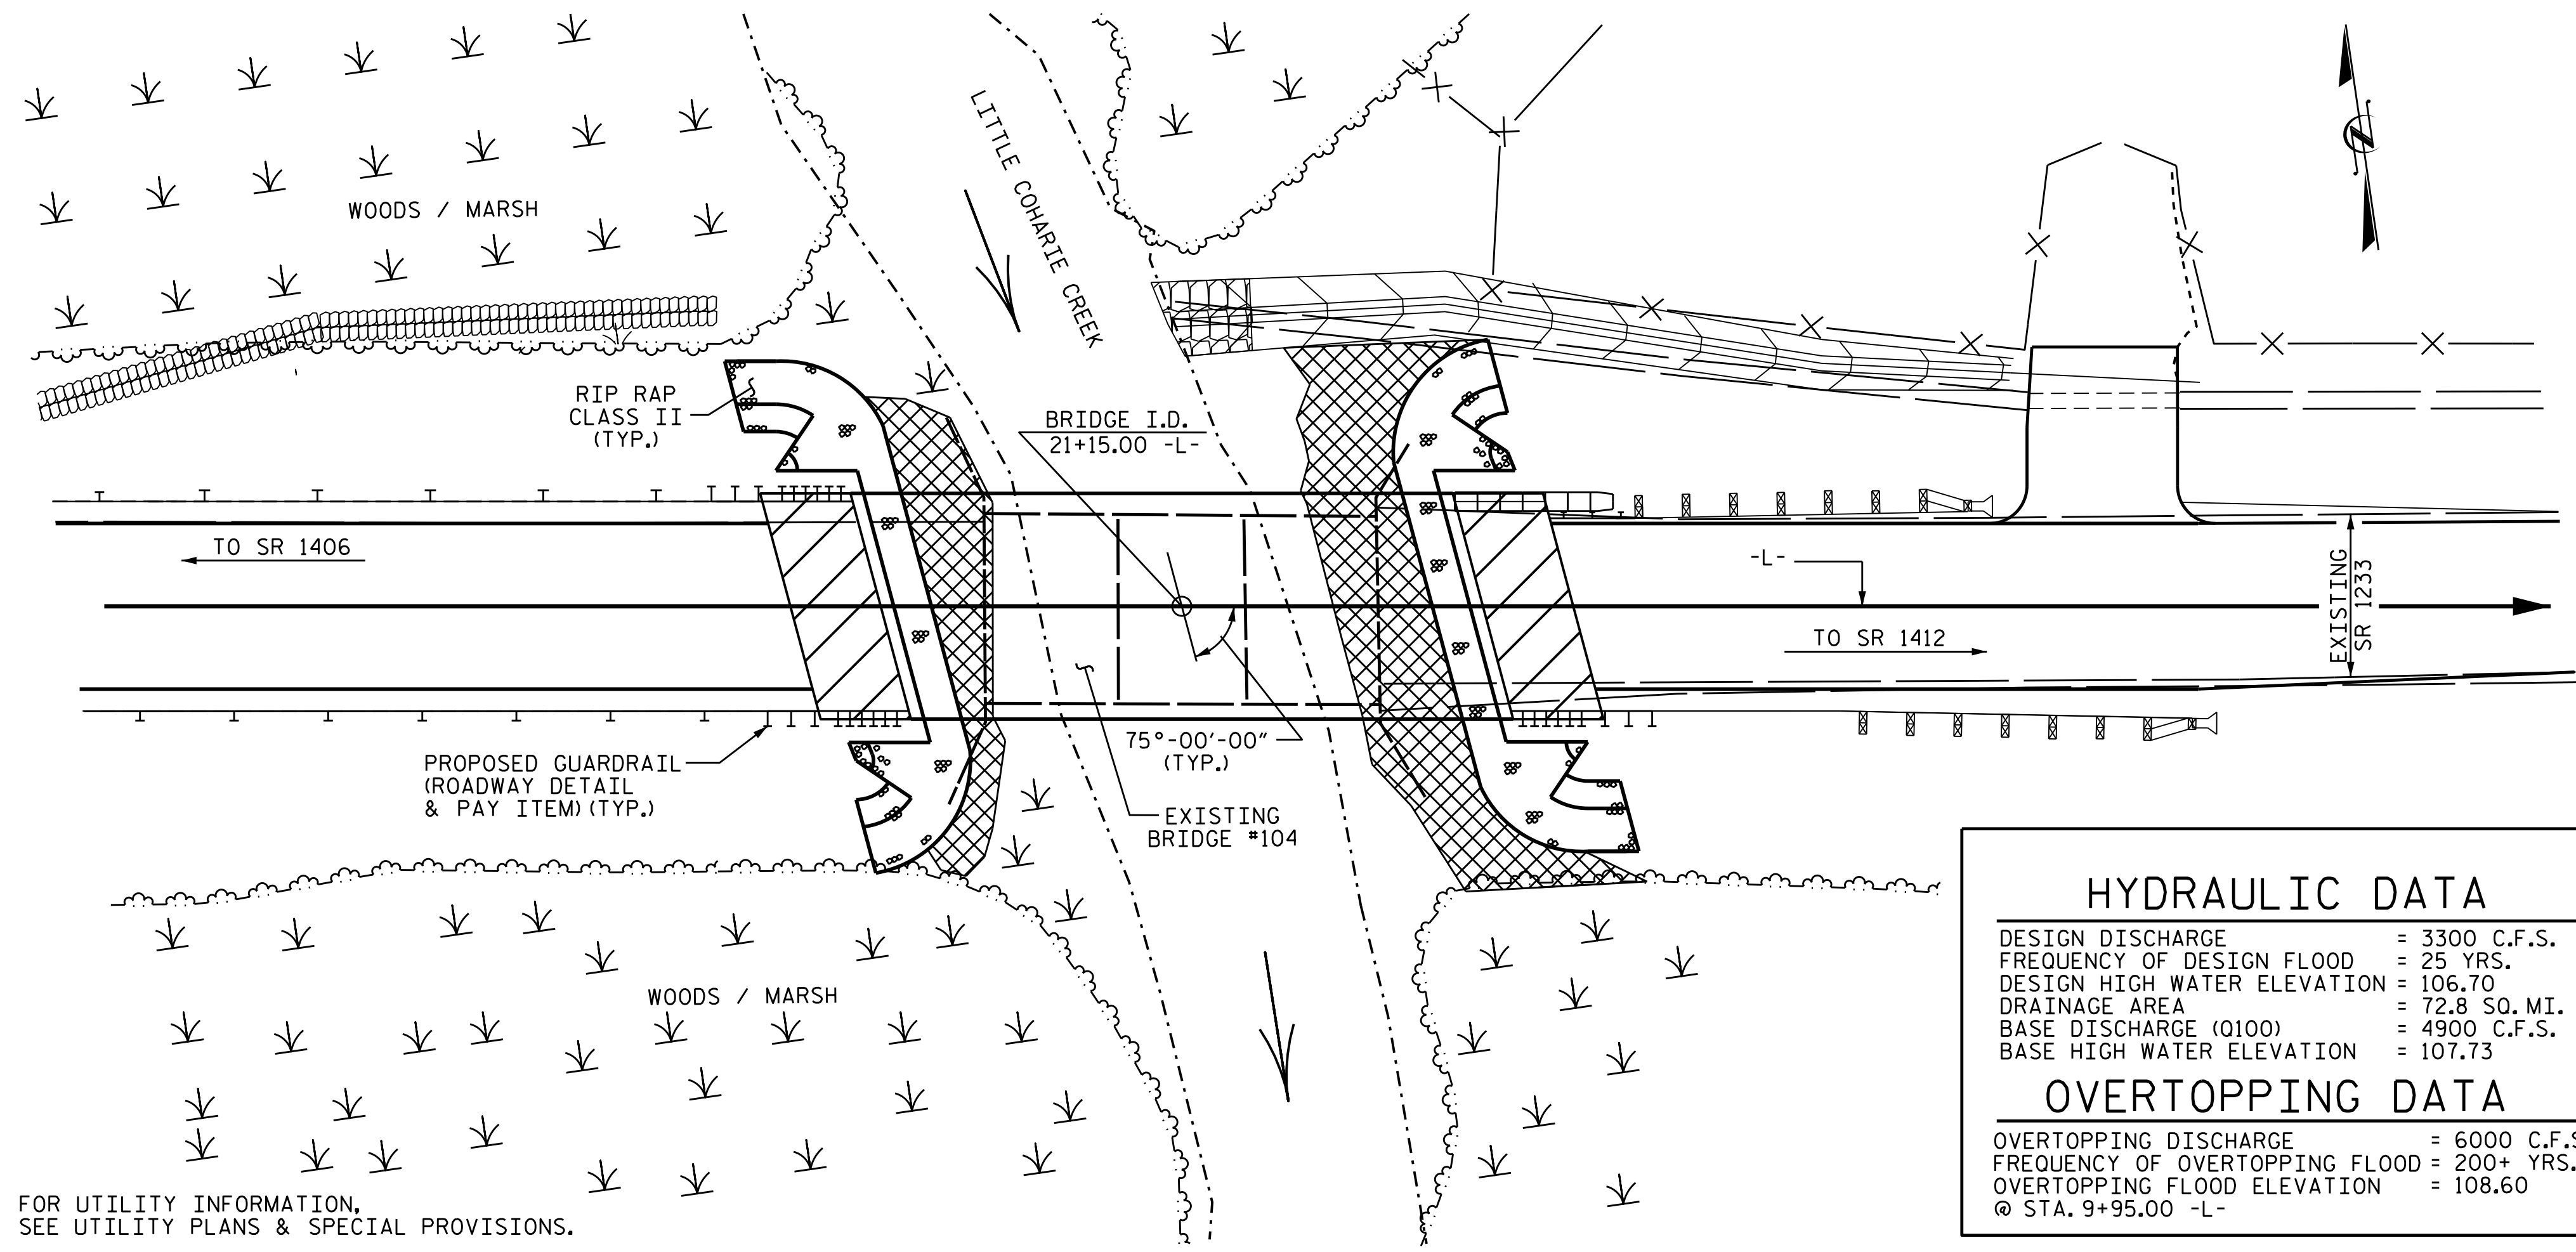 LITTLE COHARIE CREEK
WOODS / MARSH
N
RIP RAP
CLASS II
(TYP.)
BRIDGE I.D.
21+15.00 -L-
TO SR 1406
-L-
TO SR 1412
EXISTING
SR 1233
75°-00'-00"
(TYP.)
PROPOSED GUARDRAIL
(ROADWAY DETAIL
& PAY ITEM) (TYP.)
EXISTING
BRIDGE #104
WOODS / MARSH
HYDRAULIC DATA
DESIGN DISCHARGE = 3300 C.F.S.
FREQUENCY OF DESIGN FLOOD = 25 YRS.
DESIGN HIGH WATER ELEVATION = 106.70
DRAINAGE AREA = 72.8 SQ. MI.
BASE DISCHARGE (Q100) = 4900 C.F.S.
BASE HIGH WATER ELEVATION = 107.73
OVERTOPPING DATA
OVERTOPPING DISCHARGE = 6000 C.F.S
FREQUENCY OF OVERTOPPING FLOOD = 200+ YRS.
OVERTOPPING FLOOD ELEVATION = 108.60
@ STA. 9+95.00 -L-
FOR UTILITY INFORMATION,
SEE UTILITY PLANS & SPECIAL PROVISIONS.